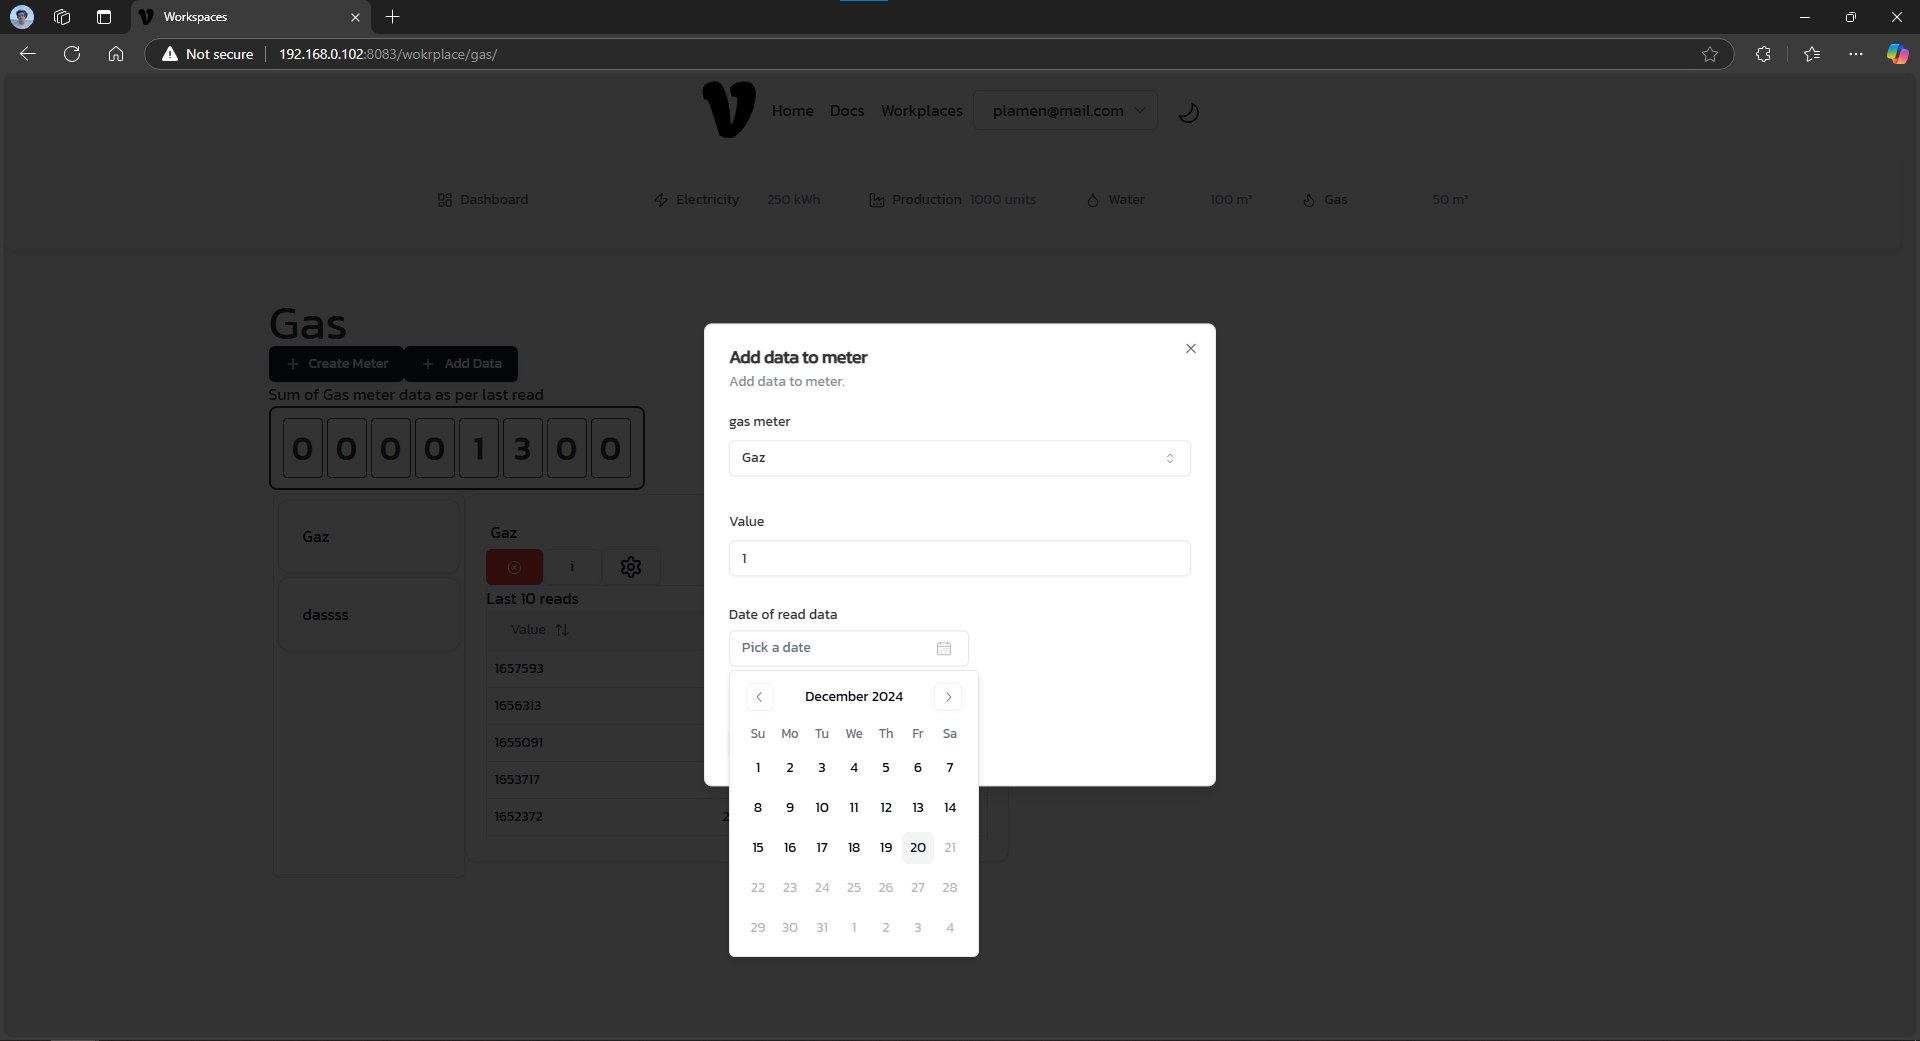 Workspaces
Not secure 192.168.0.102:8083/wokrplace/gas/
Home Docs Workplaces plamen@mail.com
Dashboard Electricity 250 kWh Production 1000 units Water 100 m³ Gas 50 m³
Gas
Create Meter Add Data
Sum of Gas meter data as per last read
0 0 0 0 1 3 0 0
Gaz
dassss
Gaz
i
Last 10 reads
Value
1657593
1656313
1655091
1653717
1652372 2
Add data to meter
Add data to meter.
gas meter
Gaz
Value
1
Date of read data
Pick a date
December 2024
Su Mo Tu We Th Fr Sa
1 2 3 4 5 6 7
8 9 10 11 12 13 14
15 16 17 18 19 20 21
22 23 24 25 26 27 28
29 30 31 1 2 3 4